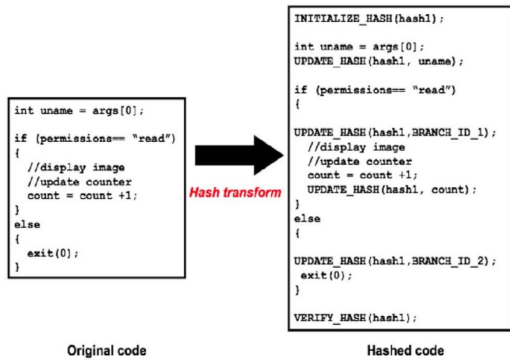 int uname = args[0];
if (permissions== “read”)
{
//display image
//update counter
count = count +1;
}
else
{
exit(0);
}
Original code
Hash transform
INITIALIZE_HASH(hash1);
int uname = args[0];
UPDATE_HASH(hash1, uname);
if (permissions== “read”)
{
UPDATE_HASH(hash1,BRANCH_ID_1);
//display image
//update counter
count = count +1;
UPDATE_HASH(hash1, count);
}
else
{
UPDATE_HASH(hash1,BRANCH_ID_2);
exit(0);
}
VERIFY_HASH(hash1);
Hashed code